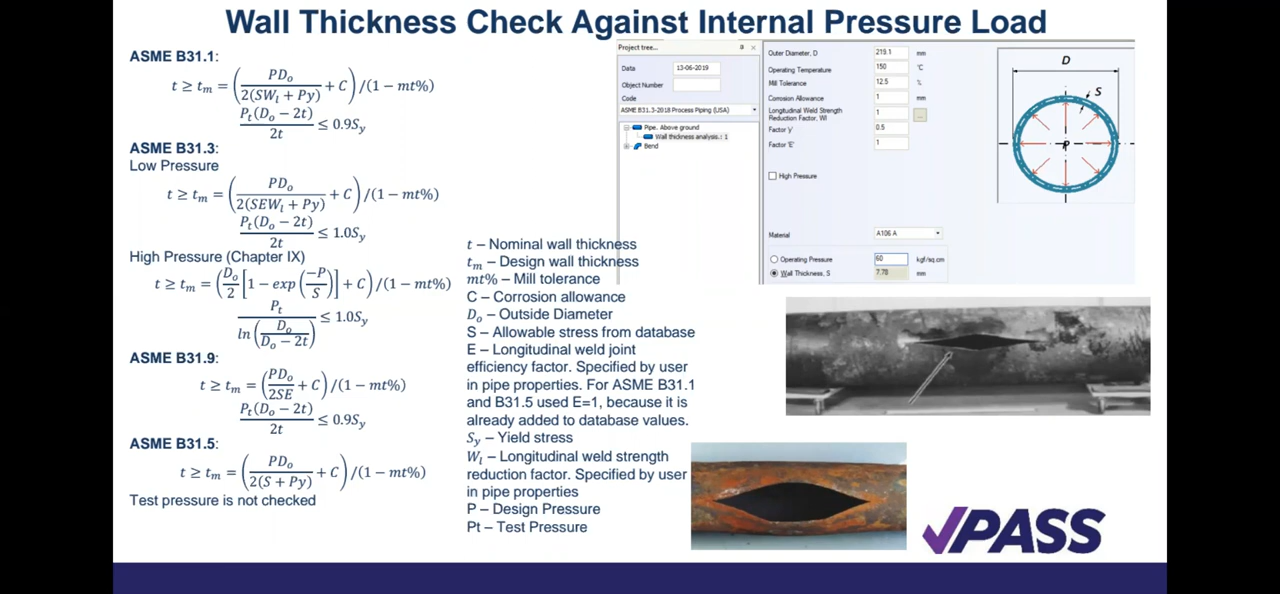 Wall Thickness Check Against Internal Pressure Load
ASME B31.1:
t ≥ t_m = (PD_o / 2(SW_l + Py) + C) / (1 − mt%)
P_t(D_o − 2t) / 2t ≤ 0.9S_y
ASME B31.3:
Low Pressure
t ≥ t_m = (PD_o / 2(SEW_l + Py) + C) / (1 − mt%)
P_t(D_o − 2t) / 2t ≤ 1.0S_y
High Pressure (Chapter IX)
t ≥ t_m = (D_o / 2 [1 − exp(−P / S)] + C) / (1 − mt%)
P_t / ln(D_o / D_o − 2t) ≤ 1.0S_y
ASME B31.9:
t ≥ t_m = (PD_o / 2SE + C) / (1 − mt%)
P_t(D_o − 2t) / 2t ≤ 0.9S_y
ASME B31.5:
t ≥ t_m = (PD_o / 2(S + Py) + C) / (1 − mt%)
Test pressure is not checked
t – Nominal wall thickness
t_m – Design wall thickness
mt% – Mill tolerance
C – Corrosion allowance
D_o – Outside Diameter
S – Allowable stress from database
E – Longitudinal weld joint
efficiency factor. Specified by user
in pipe properties. For ASME B31.1
and B31.5 used E=1, because it is
already added to database values.
S_y – Yield stress
W_l – Longitudinal weld strength
reduction factor. Specified by user
in pipe properties
P – Design Pressure
Pt – Test Pressure
Project tree...
Data 13-06-2019
Object Number
Code
ASME B31.3-2018 Process Piping (USA)
Pipe. Above ground
Wall thickness analysis.: 1
Bend
Outer Diameter, D 219.1 mm
Operating Temperature 150 °C
Mill Tolerance 12.5 %
Corrosion Allowance 1 mm
Longitudinal Weld Strength
Reduction Factor, Wl 1 ...
Factor 'y' 0.5
Factor 'E' 1
High Pressure
Material A106 A
Operating Pressure 60 kgf/sq.cm
Wall Thickness, S 7.78 mm
D
S
P
PASS